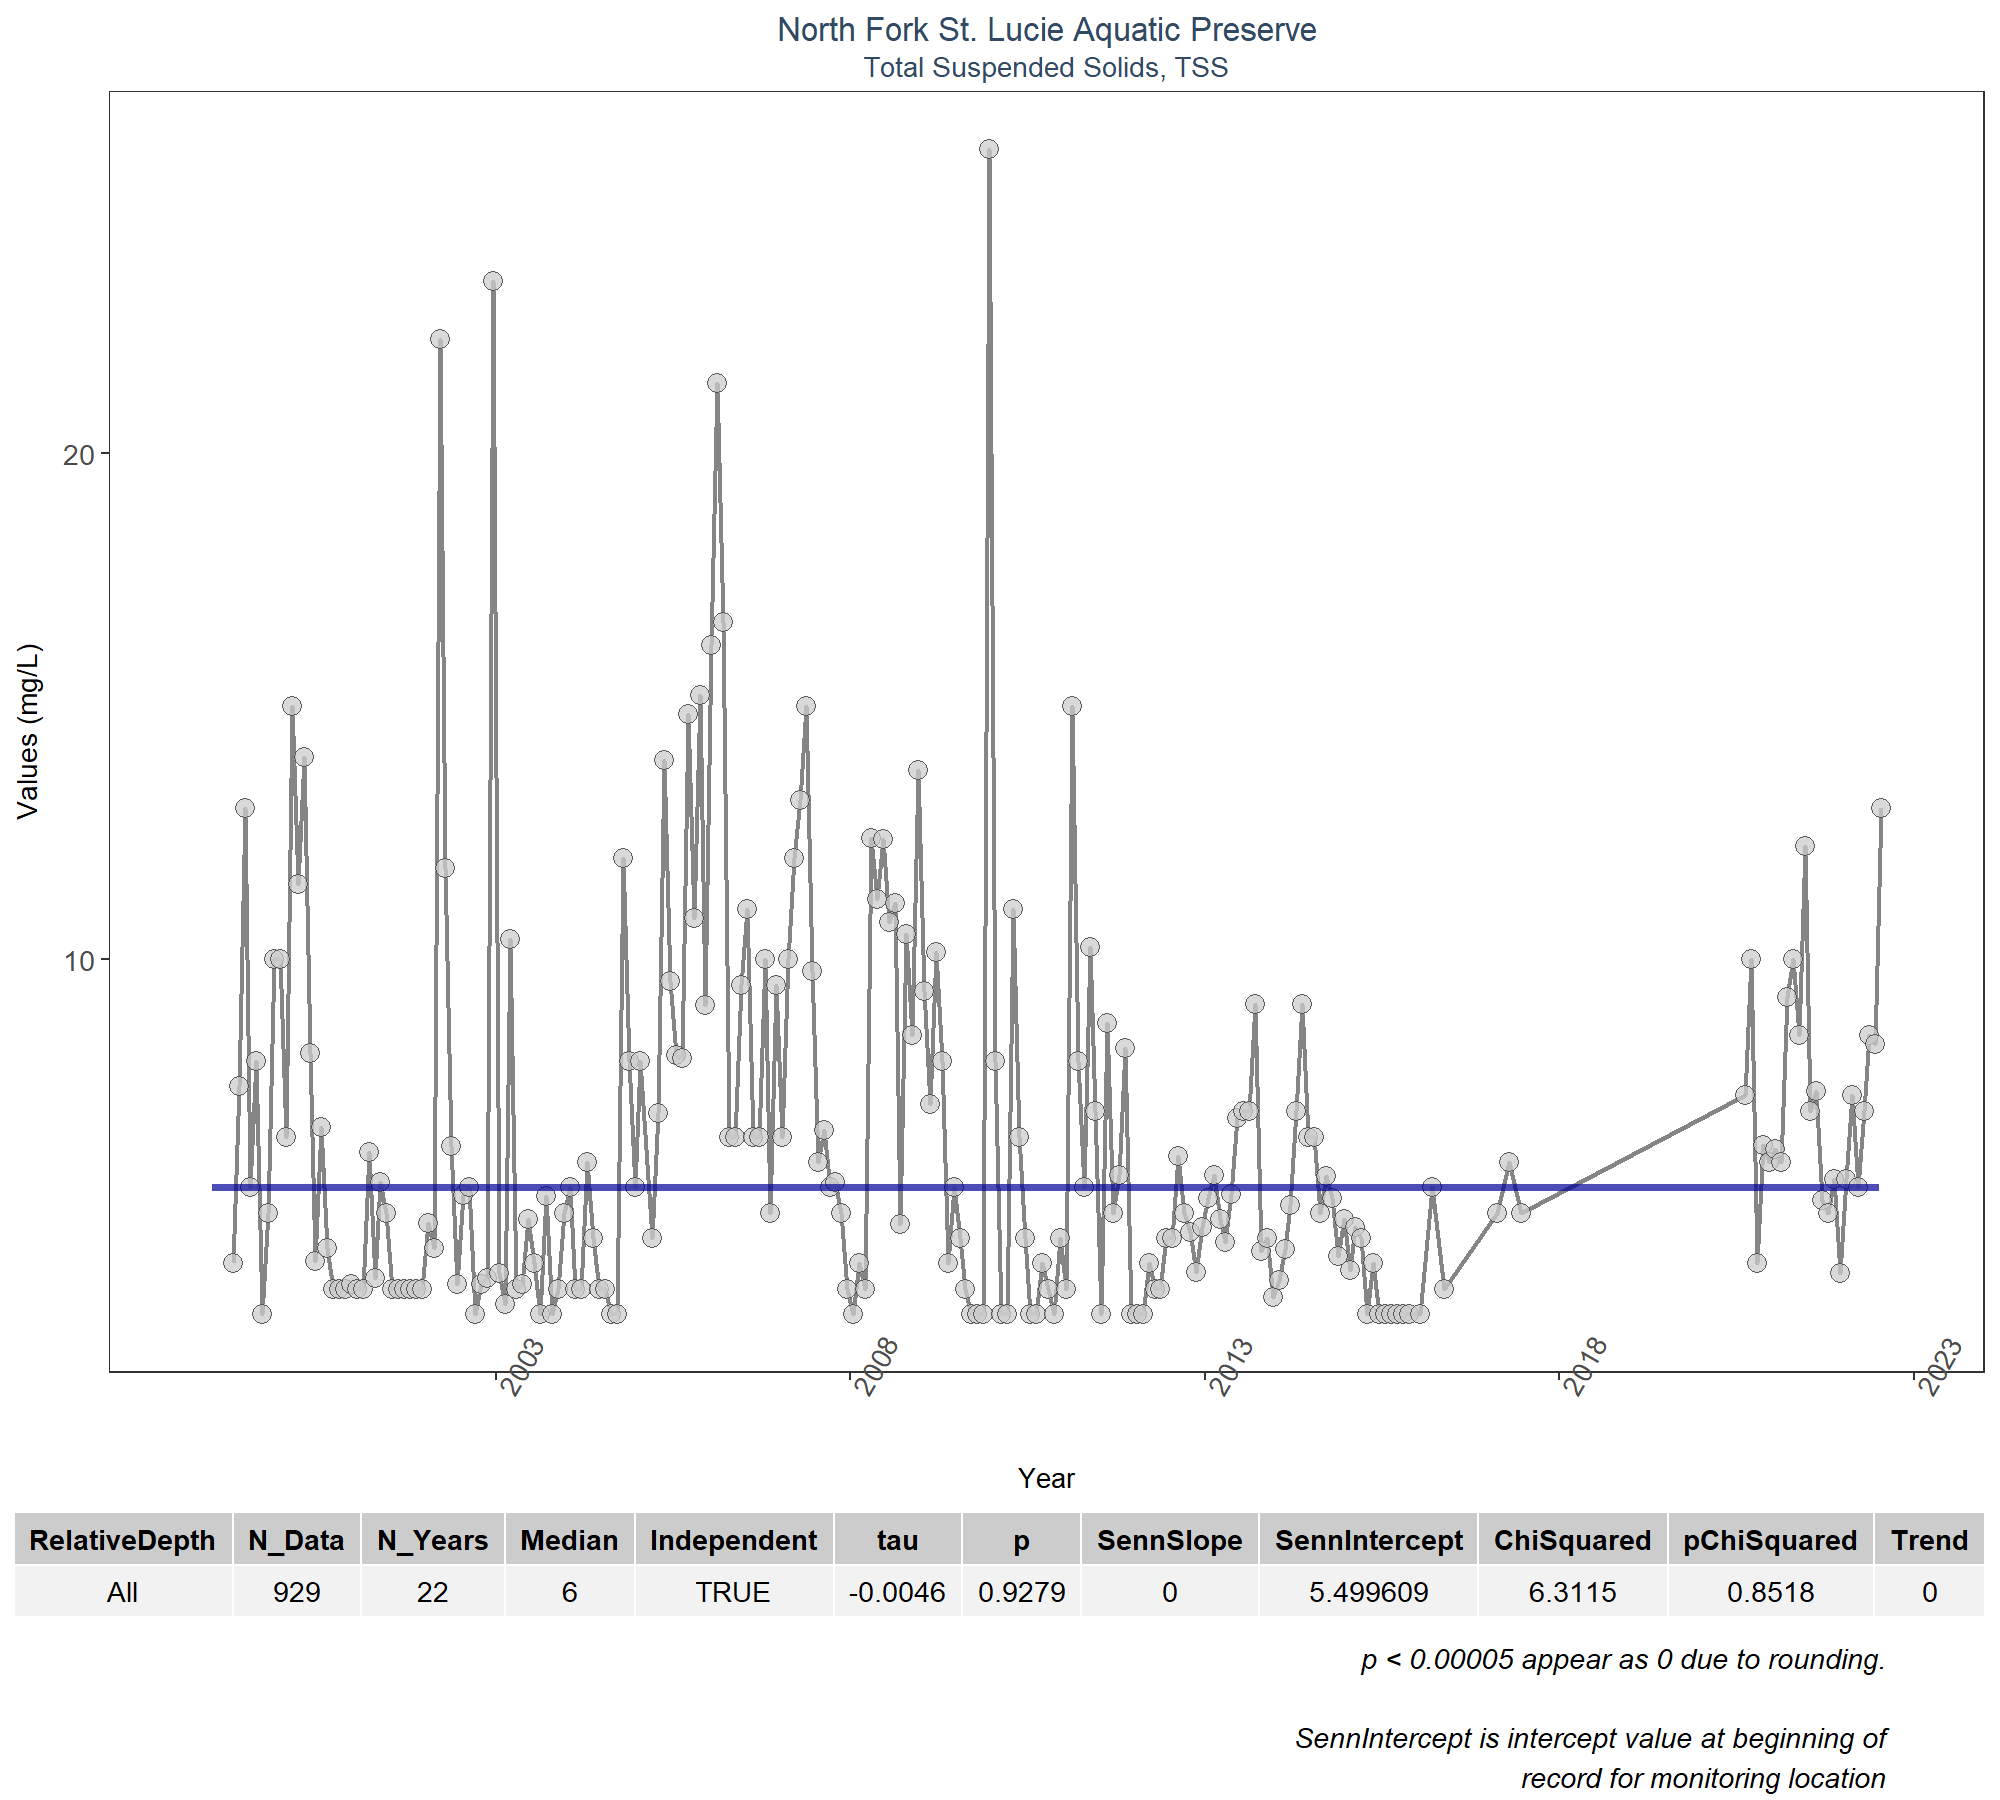 North Fork St. Lucie Aquatic Preserve
Total Suspended Solids, TSS
20
10
Values (mg/L)
2003 2008 2013 2018 2023
Year
RelativeDepth N_Data N_Years Median Independent tau p SennSlope SennIntercept ChiSquared pChiSquared Trend
All 929 22 6 TRUE -0.0046 0.9279 0 5.499609 6.3115 0.8518 0
p < 0.00005 appear as 0 due to rounding.
SennIntercept is intercept value at beginning of
record for monitoring location